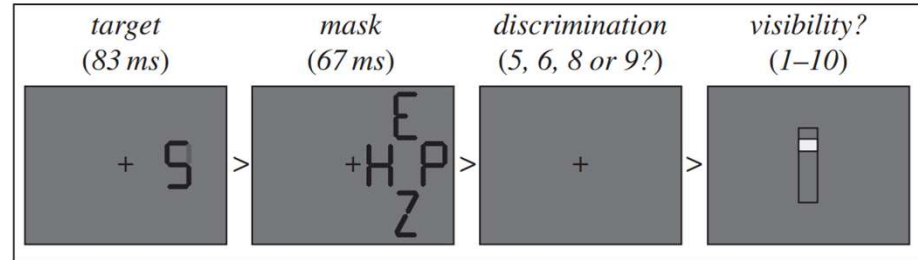 target mask discrimination visibility?
(83 ms) (67 ms) (5, 6, 8 or 9?) (1–10)
E
+ 5 > + H P > + >
Z